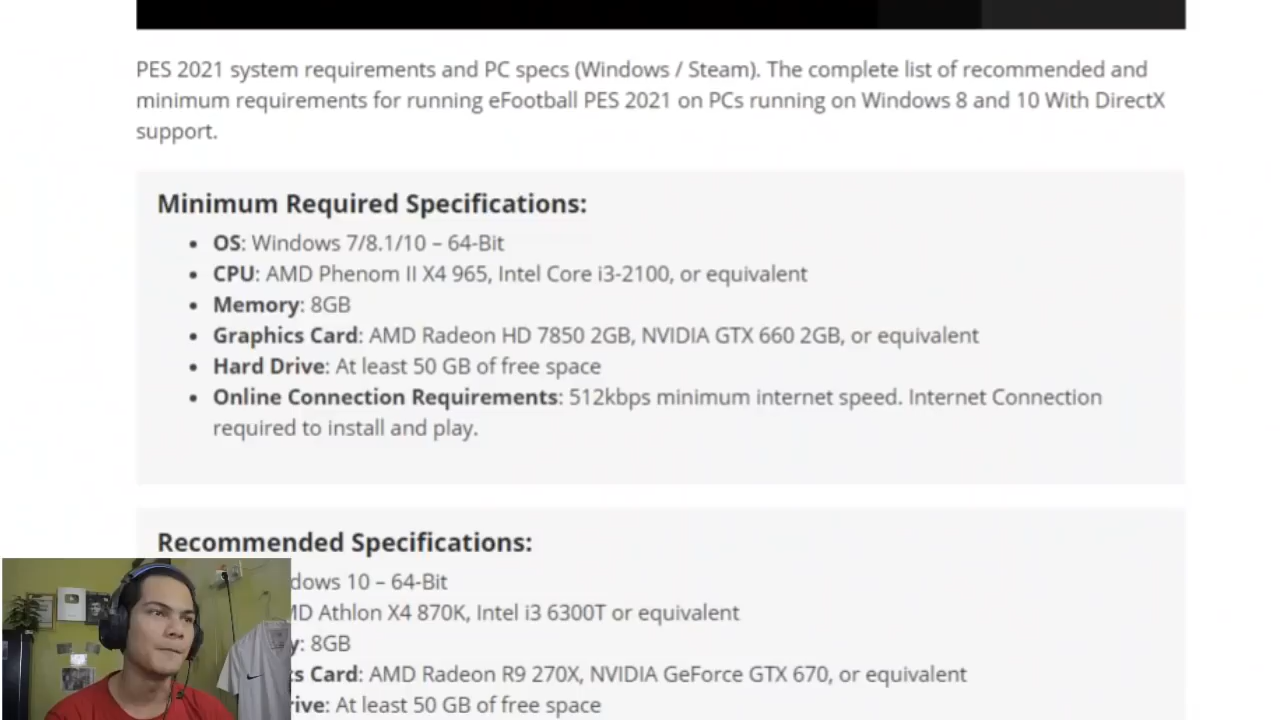 PES 2021 system requirements and PC specs (Windows / Steam). The complete list of recommended and
minimum requirements for running eFootball PES 2021 on PCs running on Windows 8 and 10 With DirectX
support.
Minimum Required Specifications:
• OS: Windows 7/8.1/10 – 64-Bit
• CPU: AMD Phenom II X4 965, Intel Core i3-2100, or equivalent
• Memory: 8GB
• Graphics Card: AMD Radeon HD 7850 2GB, NVIDIA GTX 660 2GB, or equivalent
• Hard Drive: At least 50 GB of free space
• Online Connection Requirements: 512kbps minimum internet speed. Internet Connection
required to install and play.
Recommended Specifications:
dows 10 – 64-Bit
MD Athlon X4 870K, Intel i3 6300T or equivalent
y: 8GB
s Card: AMD Radeon R9 270X, NVIDIA GeForce GTX 670, or equivalent
rive: At least 50 GB of free space